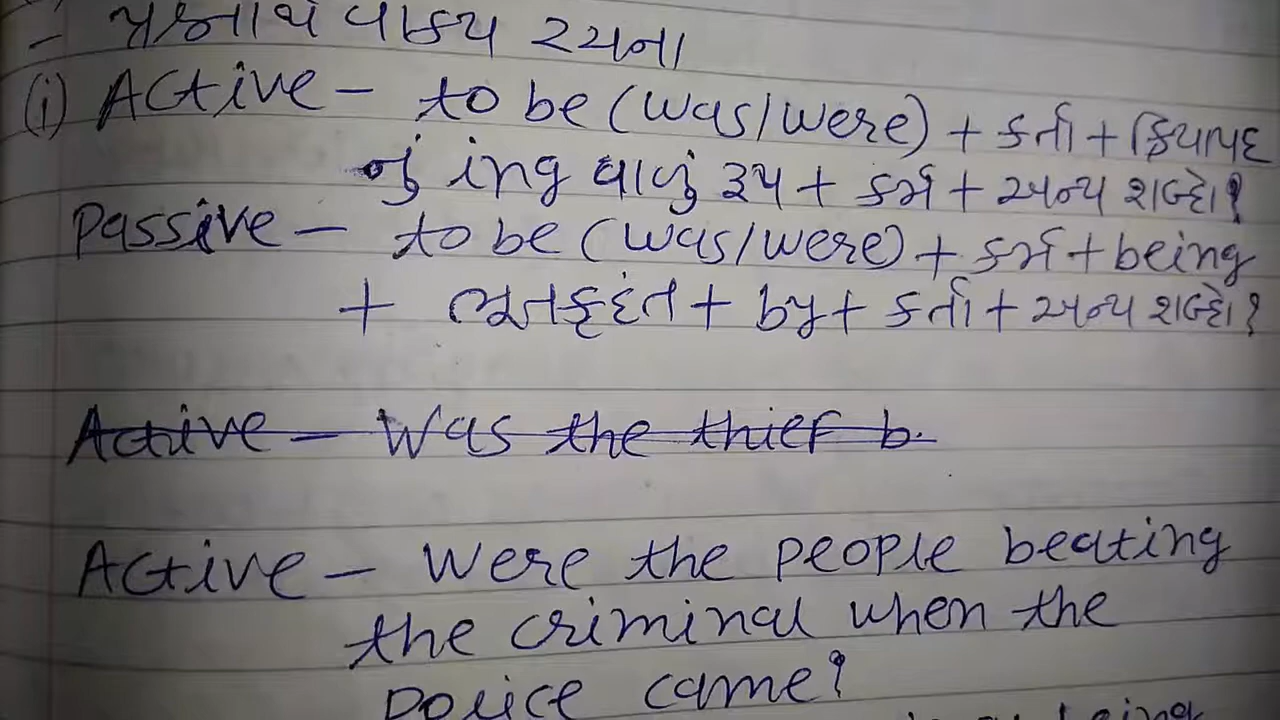 - પ્રશ્નાર્થ વાક્ય રચના
(i) Active - to be (was/were) + કર્તા + ક્રિયાપદ
નું ing વાળું રૂપ + કર્મ + અન્ય શબ્દો?
Passive - to be (was/were) + કર્મ + being
+ ભૂતકૃદંત + by + કર્તા + અન્ય શબ્દો?
Active - Was the thief b.
Active - Were the people beating
the criminal when the
police came?